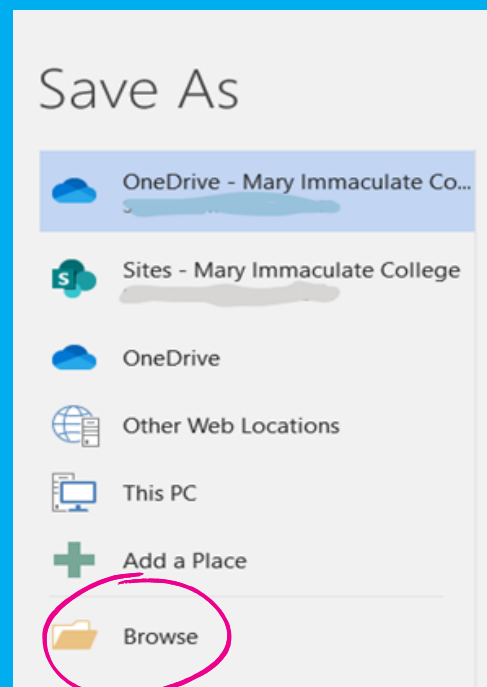 Save As
OneDrive - Mary Immaculate Co...
Sites - Mary Immaculate College
OneDrive
Other Web Locations
This PC
Add a Place
Browse